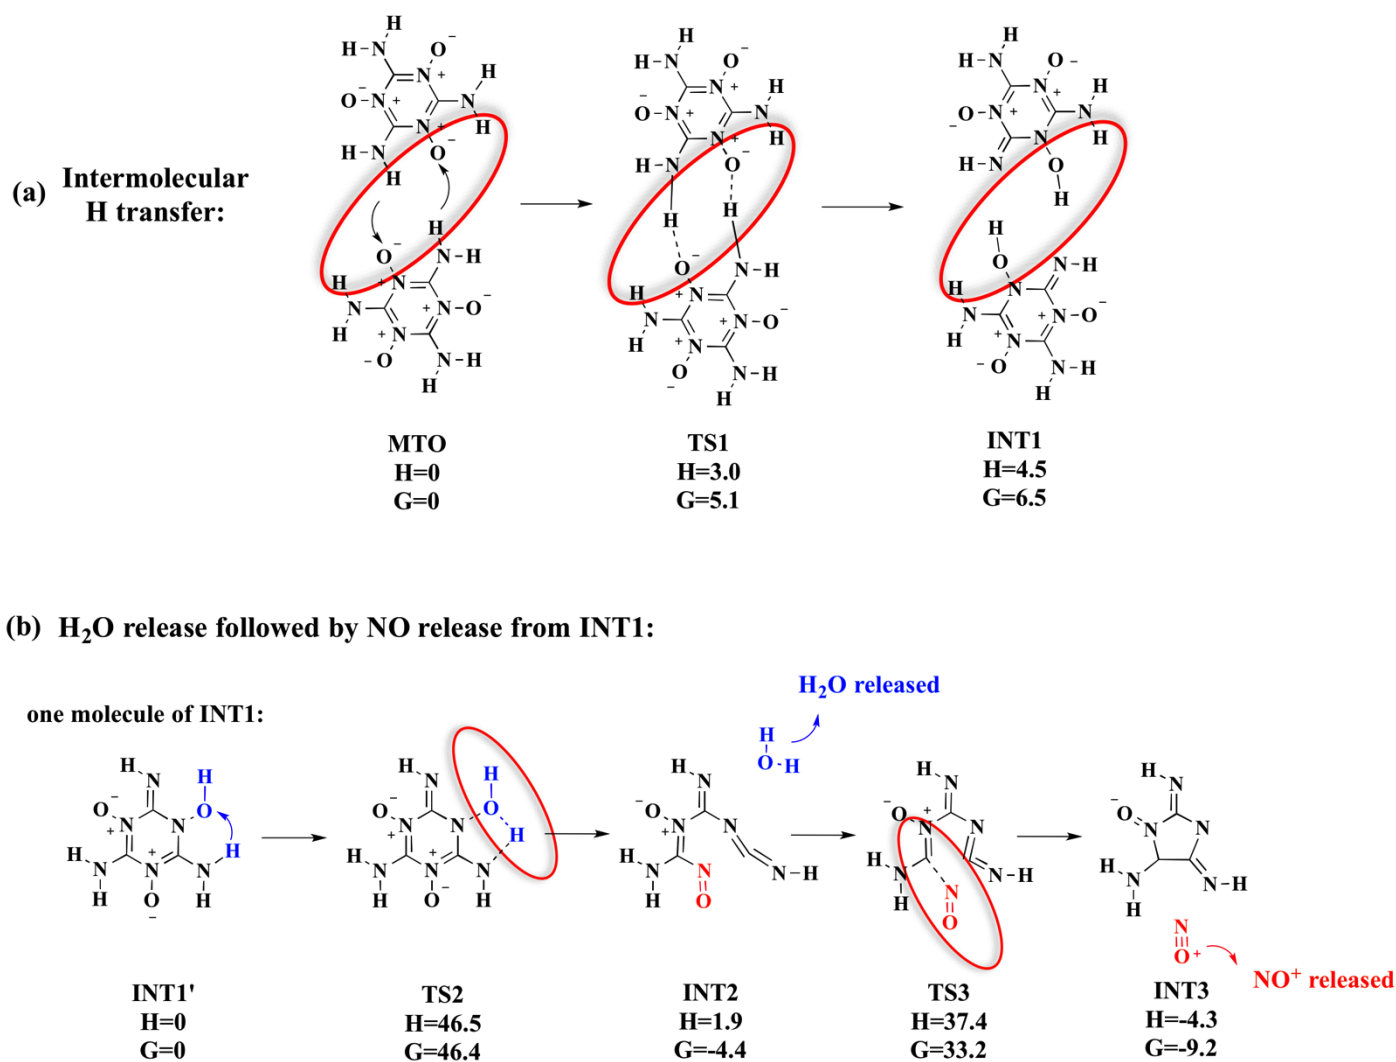 (a) Intermolecular
H transfer:
MTO
H=0
G=0
TS1
H=3.0
G=5.1
INT1
H=4.5
G=6.5
(b) H₂O release followed by NO release from INT1:
one molecule of INT1:
H₂O released
NO⁺ released
INT1'
H=0
G=0
TS2
H=46.5
G=46.4
INT2
H=1.9
G=-4.4
TS3
H=37.4
G=33.2
INT3
H=-4.3
G=-9.2